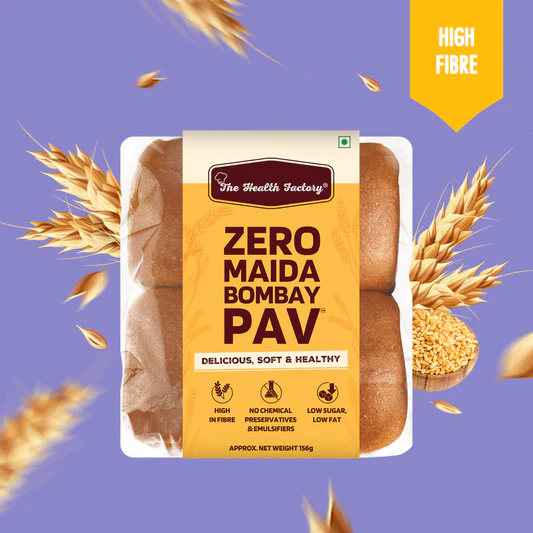 HIGH
FIBRE
The Health Factory®
ZERO
MAIDA
BOMBAY
PAV
DELICIOUS, SOFT & HEALTHY
HIGH
IN FIBRE
NO CHEMICAL
PRESERVATIVES
& EMULSIFIERS
LOW SUGAR,
LOW FAT
APPROX. NET WEIGHT 156g